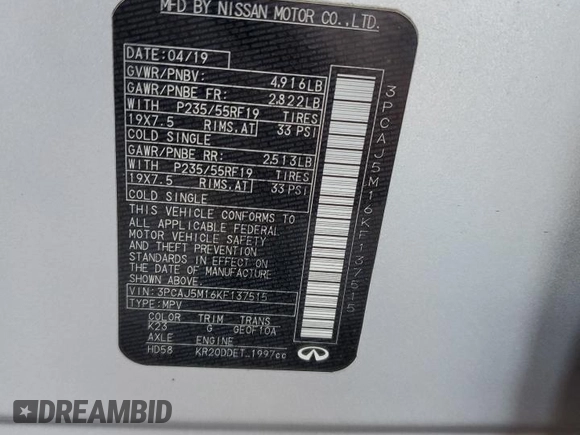 MFD BY NISSAN MOTOR CO.,LTD.
DATE: 04/19
GVWR/PNBV: 4,916LB
GAWR/PNBE FR: 2,822LB
WITH P235/55RF19 TIRES
19X7.5 RIMS,AT 33 PSI
COLD SINGLE
GAWR/PNBE RR: 2,513LB
WITH P235/55RF19 TIRES
19X7.5 RIMS,AT 33 PSI
COLD SINGLE
THIS VEHICLE CONFORMS TO
ALL APPLICABLE FEDERAL
MOTOR VEHICLE SAFETY
AND THEFT PREVENTION
STANDARDS IN EFFECT ON
THE DATE OF MANUFACTURE
SHOWN ABOVE.
VIN: 3PCAJ5M16KF137515
TYPE: MPV
COLOR TRIM TRANS
K23 G GE0F10A
AXLE ENGINE
HD58 KR20DDET 1997cc
3PCAJ5M16KF137515
DREAMBID